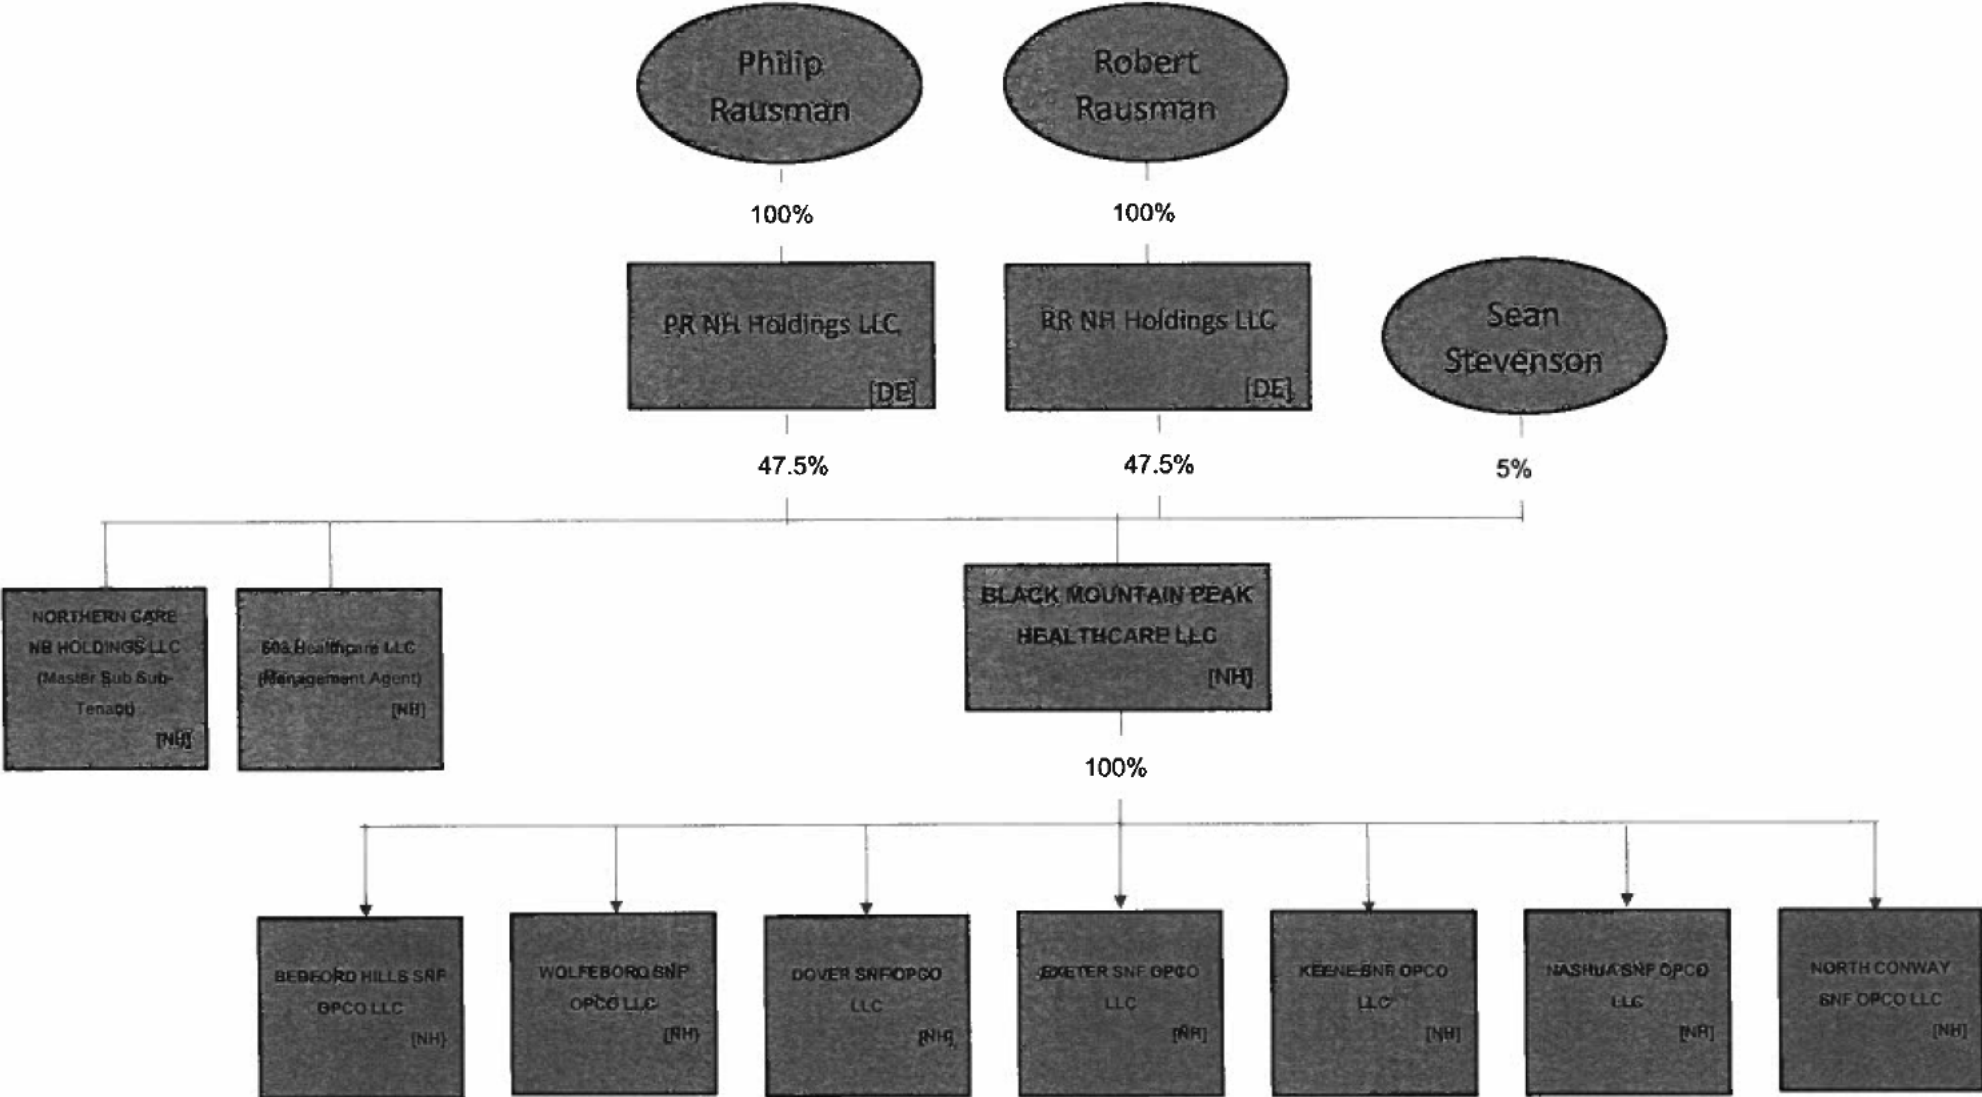 Philip
Rausman
Robert
Rausman
100%
100%
PR NH Holdings LLC
[DE]
RR NH Holdings LLC
[DE]
Sean
Stevenson
47.5%
47.5%
5%
NORTHERN CARE
NB HOLDINGS LLC
(Master Sub Sub-
Tenant)
[NH]
603 Healthcare LLC
(Management Agent)
[NH]
BLACK MOUNTAIN PEAK
HEALTHCARE LLC
[NH]
100%
BEDFORD HILLS SNF
OPCO LLC
[NH]
WOLFEBORO SNF
OPCO LLC
[NH]
DOVER SNF OPCO
LLC
[NH]
EXETER SNF OPCO
LLC
[NH]
KEENE SNF OPCO
LLC
[NH]
NASHUA SNF OPCO
LLC
[NH]
NORTH CONWAY
SNF OPCO LLC
[NH]